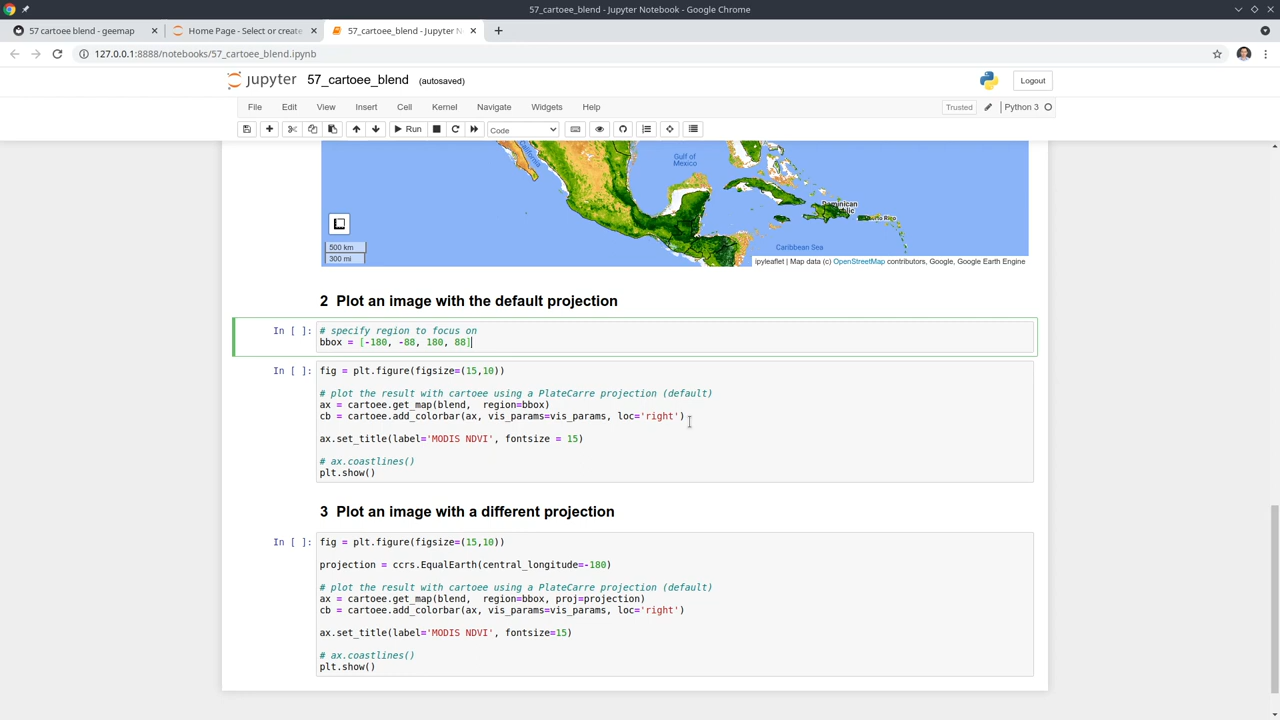 57_cartoee_blend - Jupyter Notebook - Google Chrome
57 cartoee blend - geemap
Home Page - Select or create
57_cartoee_blend - Jupyter N
127.0.0.1:8888/notebooks/57_cartoee_blend.ipynb
jupyter 57_cartoee_blend (autosaved)
Logout
File Edit View Insert Cell Kernel Navigate Widgets Help
Trusted Python 3
Run Code
Gulf of
Mexico
Dominican
Republic
Puerto Rico
Caribbean Sea
500 km
300 mi
ipyleaflet | Map data (c) OpenStreetMap contributors, Google, Google Earth Engine
2 Plot an image with the default projection
In [ ]: # specify region to focus on
bbox = [-180, -88, 180, 88]
In [ ]: fig = plt.figure(figsize=(15,10))
# plot the result with cartoee using a PlateCarre projection (default)
ax = cartoee.get_map(blend,  region=bbox)
cb = cartoee.add_colorbar(ax, vis_params=vis_params, loc='right')
ax.set_title(label='MODIS NDVI', fontsize = 15)
# ax.coastlines()
plt.show()
3 Plot an image with a different projection
In [ ]: fig = plt.figure(figsize=(15,10))
projection = ccrs.EqualEarth(central_longitude=-180)
# plot the result with cartoee using a PlateCarre projection (default)
ax = cartoee.get_map(blend,  region=bbox, proj=projection)
cb = cartoee.add_colorbar(ax, vis_params=vis_params, loc='right')
ax.set_title(label='MODIS NDVI', fontsize=15)
# ax.coastlines()
plt.show()